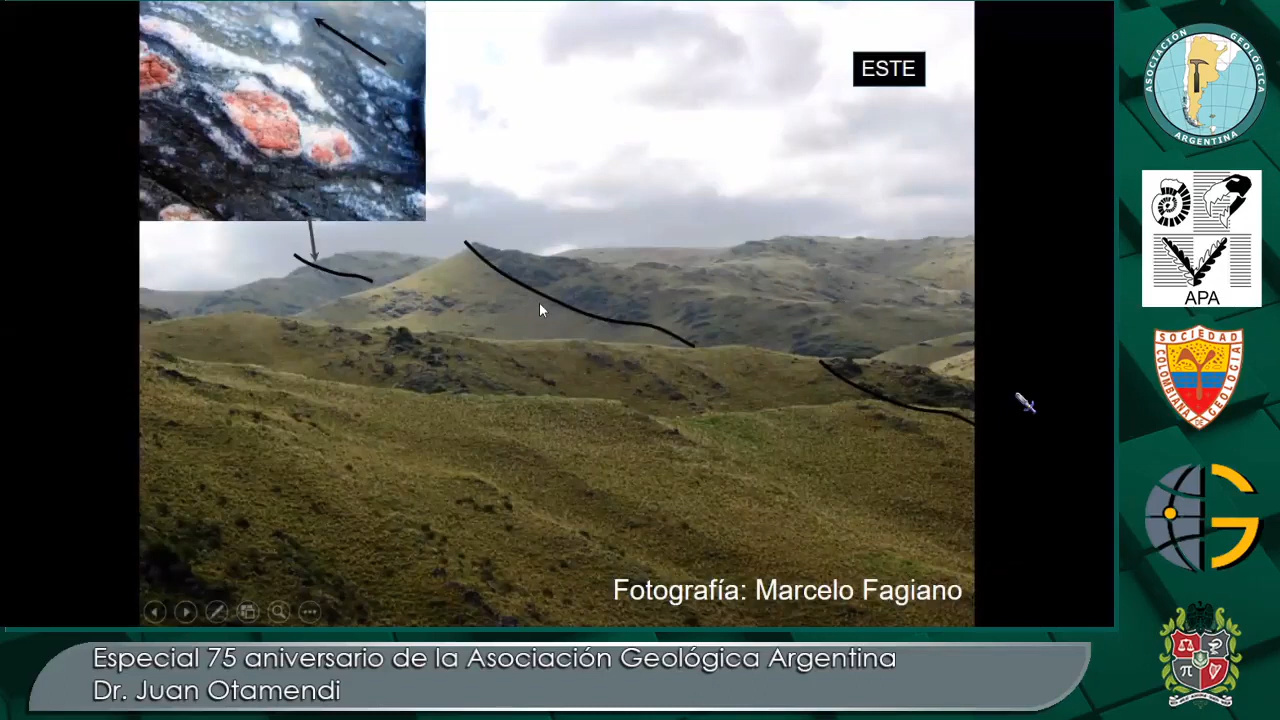 ESTE
Fotografía: Marcelo Fagiano
ASOCIACIÓN GEOLÓGICA ARGENTINA
APA
SOCIEDAD COLOMBIANA DE GEOLOGIA
G
Especial 75 aniversario de la Asociación Geológica Argentina
Dr. Juan Otamendi